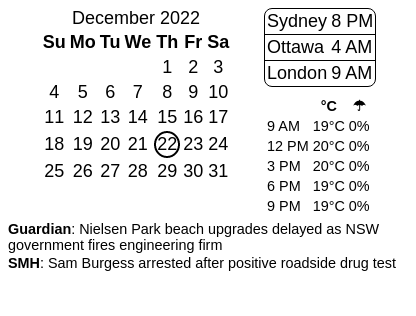 December 2022
Su Mo Tu We Th Fr Sa
1 2 3
4 5 6 7 8 9 10
11 12 13 14 15 16 17
18 19 20 21 22 23 24
25 26 27 28 29 30 31
Sydney 8 PM
Ottawa 4 AM
London 9 AM
°C ☂
9 AM 19°C 0%
12 PM 20°C 0%
3 PM 20°C 0%
6 PM 19°C 0%
9 PM 19°C 0%
Guardian: Nielsen Park beach upgrades delayed as NSW
government fires engineering firm
SMH: Sam Burgess arrested after positive roadside drug test